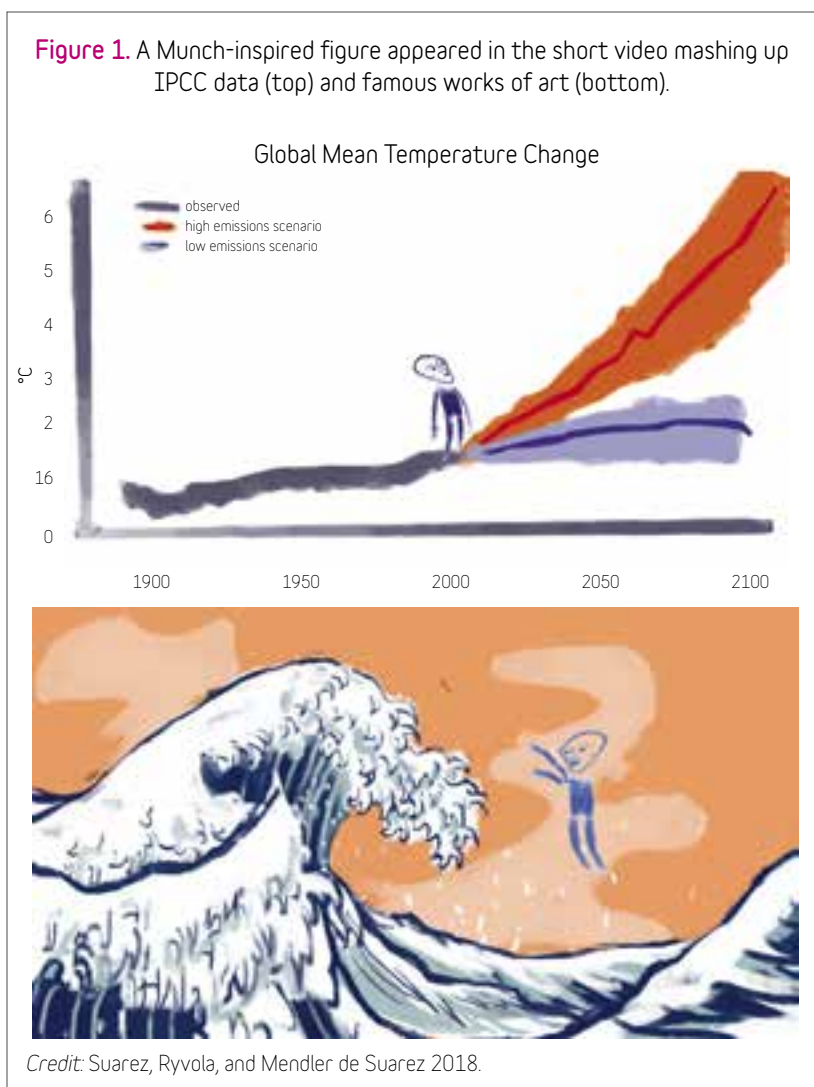 Figure 1. A Munch-inspired figure appeared in the short video mashing up
IPCC data (top) and famous works of art (bottom).
Global Mean Temperature Change
observed
high emissions scenario
low emissions scenario
°C
6
5
4
3
2
16
0
1900 1950 2000 2050 2100
Credit: Suarez, Ryvola, and Mendler de Suarez 2018.